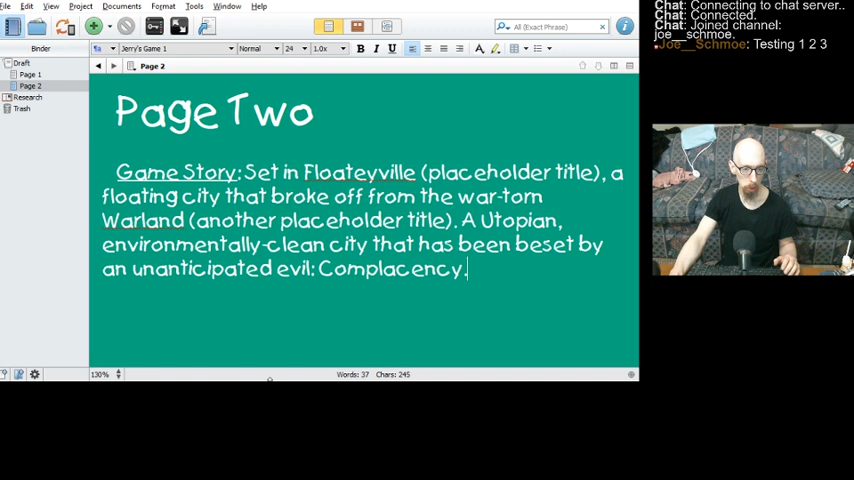 File Edit View Project Documents Format Tools Window Help
All (Exact Phrase)
Jerry's Game 1 Normal 24 1.0x B I U
Binder
Draft
Page 1
Page 2
Research
Trash
Page 2
Page Two
Game Story: Set in Floateyville (placeholder title), a
floating city that broke off from the war-torn
Warland (another placeholder title). A Utopian,
environmentally-clean city that has been beset by
an unanticipated evil: Complacency.
130%
Words: 37 Chars: 245
Chat: Connecting to chat server..
Chat: Connected.
Chat: Joined channel:
joe__schmoe.
Joe__Schmoe: Testing 1 2 3